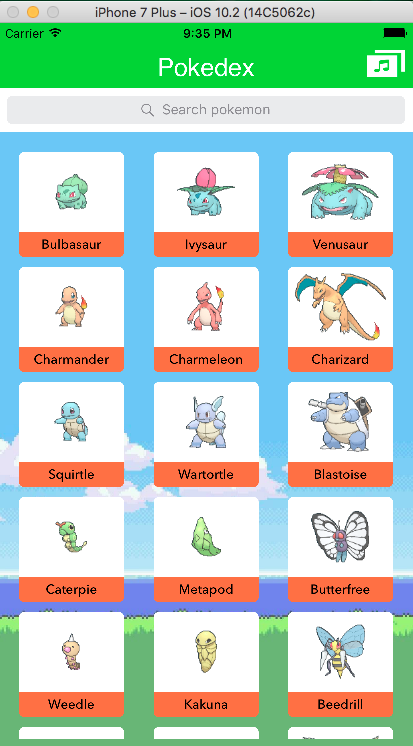 iPhone 7 Plus – iOS 10.2 (14C5062c)
Carrier 9:35 PM
Pokedex
Search pokemon
Bulbasaur Ivysaur Venusaur
Charmander Charmeleon Charizard
Squirtle Wartortle Blastoise
Caterpie Metapod Butterfree
Weedle Kakuna Beedrill